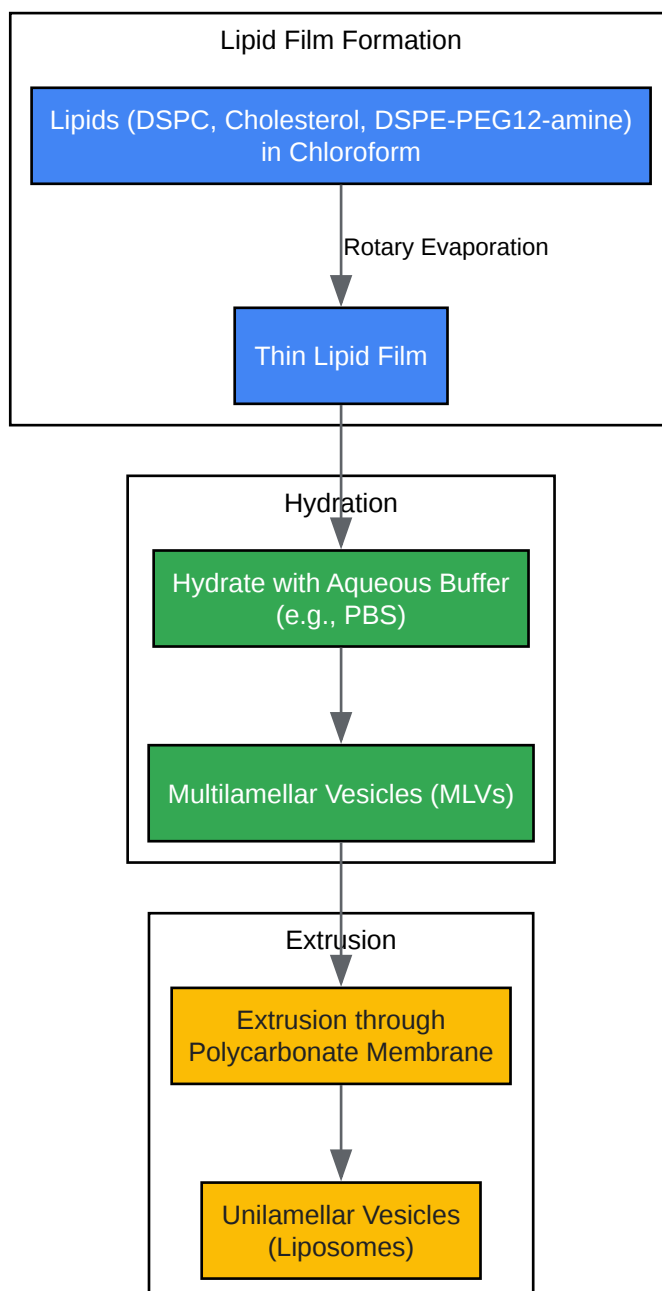 Lipid Film Formation
Lipids (DSPC, Cholesterol, DSPE-PEG12-amine)
in Chloroform
Rotary Evaporation
Thin Lipid Film
Hydration
Hydrate with Aqueous Buffer
(e.g., PBS)
Multilamellar Vesicles (MLVs)
Extrusion
Extrusion through
Polycarbonate Membrane
Unilamellar Vesicles
(Liposomes)